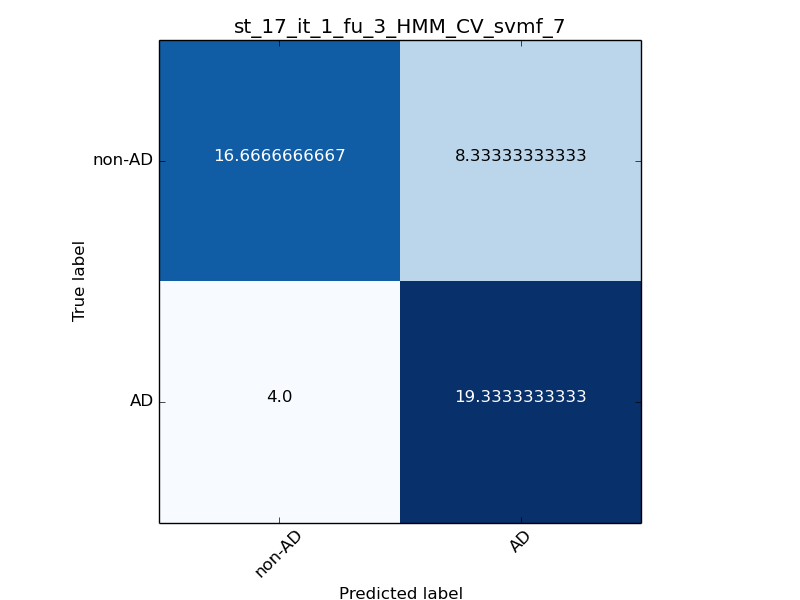 st_17_it_1_fu_3_HMM_CV_svmf_7
non-AD
16.6666666667
8.33333333333
True label
AD
4.0
19.3333333333
non-AD
AD
Predicted label